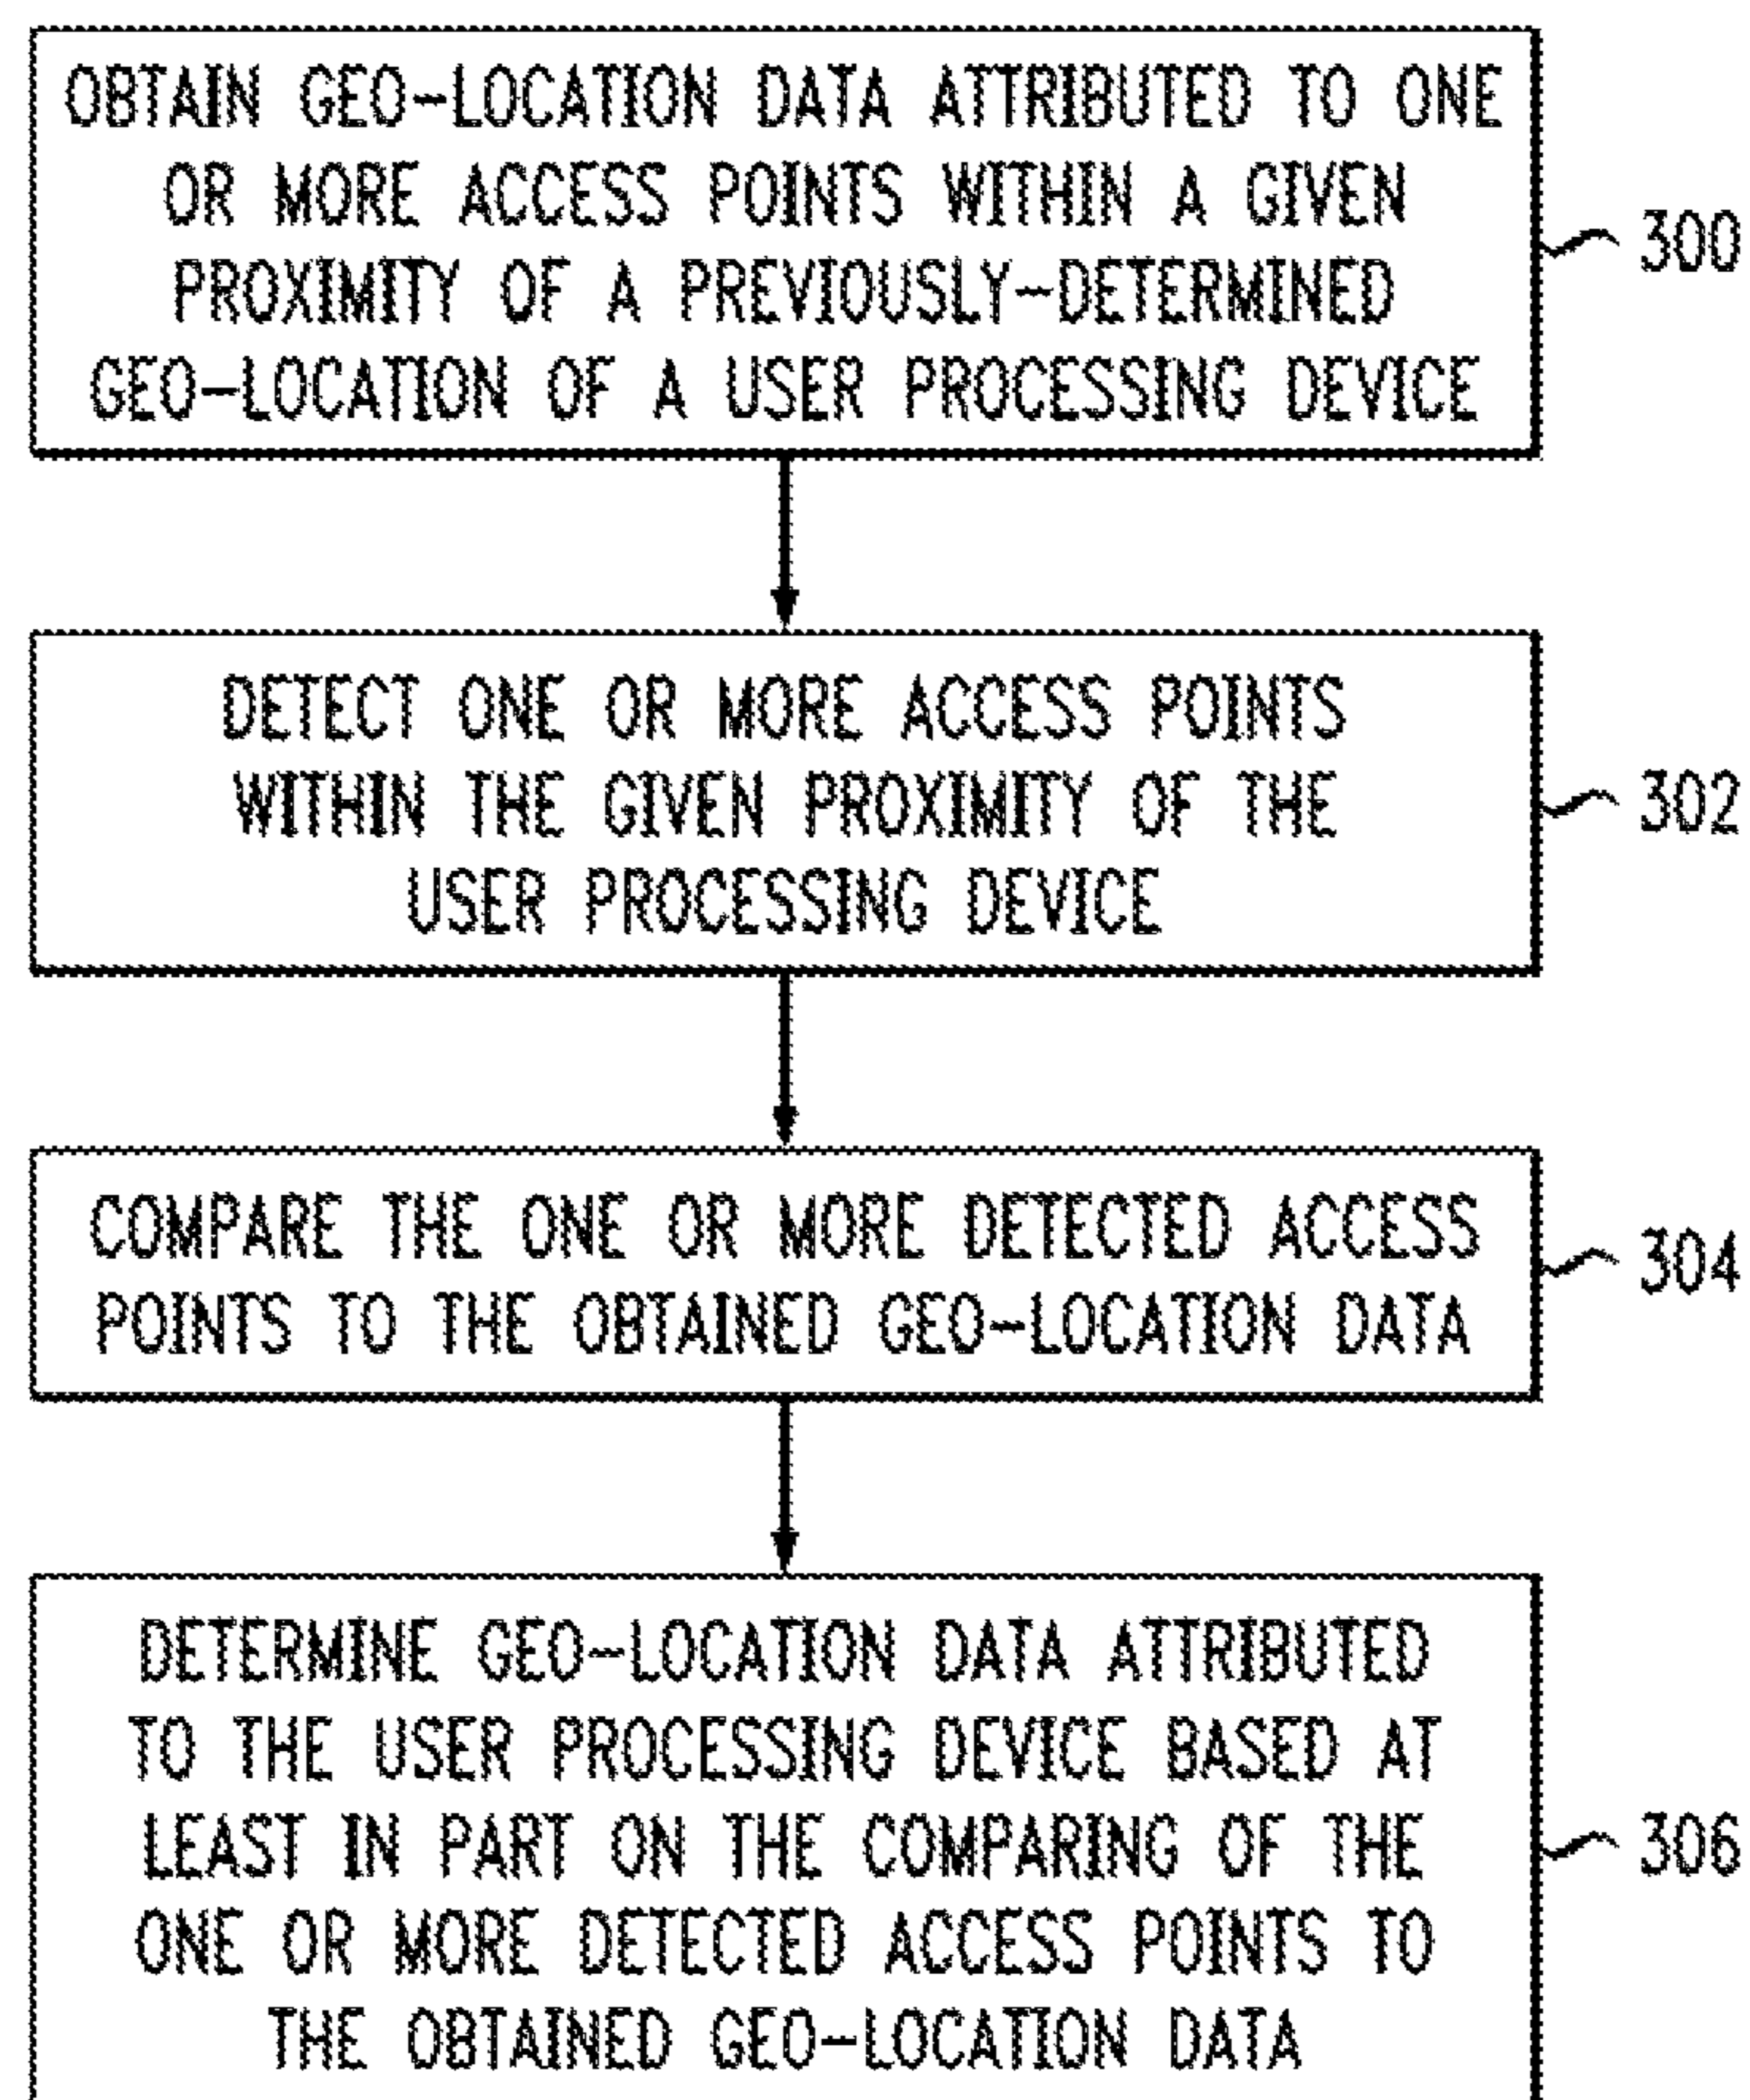 OBTAIN GEO-LOCATION DATA ATTRIBUTED TO ONE
OR MORE ACCESS POINTS WITHIN A GIVEN
PROXIMITY OF A PREVIOUSLY-DETERMINED
GEO-LOCATION OF A USER PROCESSING DEVICE
300
DETECT ONE OR MORE ACCESS POINTS
WITHIN THE GIVEN PROXIMITY OF THE
USER PROCESSING DEVICE
302
COMPARE THE ONE OR MORE DETECTED ACCESS
POINTS TO THE OBTAINED GEO-LOCATION DATA
304
DETERMINE GEO-LOCATION DATA ATTRIBUTED
TO THE USER PROCESSING DEVICE BASED AT
LEAST IN PART ON THE COMPARING OF THE
ONE OR MORE DETECTED ACCESS POINTS TO
THE OBTAINED GEO-LOCATION DATA
306